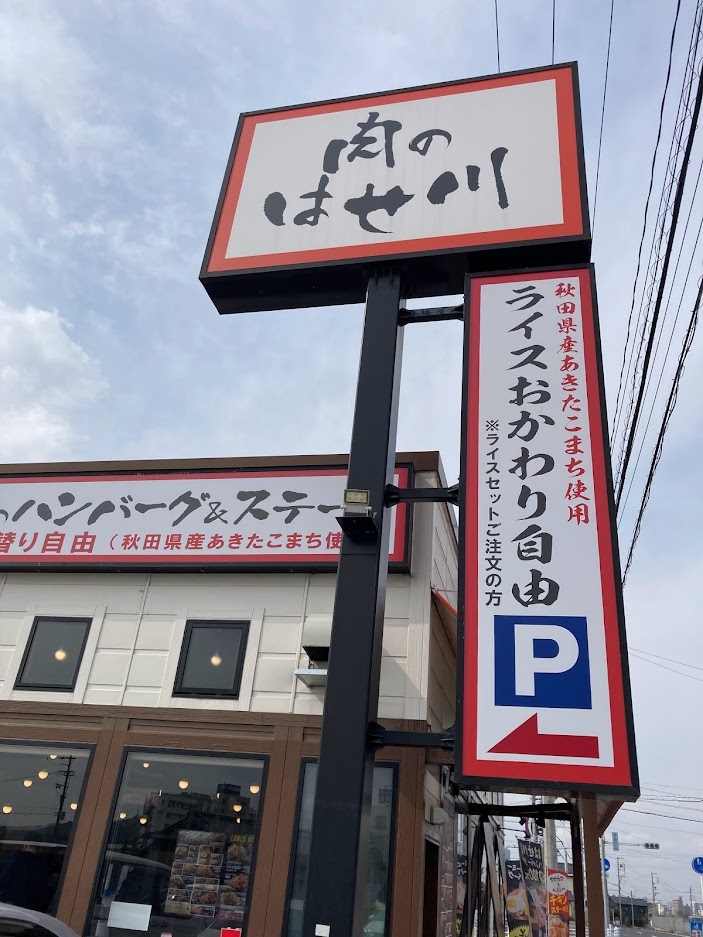 肉の
はせ川
秋田県産あきたこまち使用
ライスおかわり自由
※ライスセットご注文の方
P
ハンバーグ&ステー
替り自由(秋田県産あきたこまち使